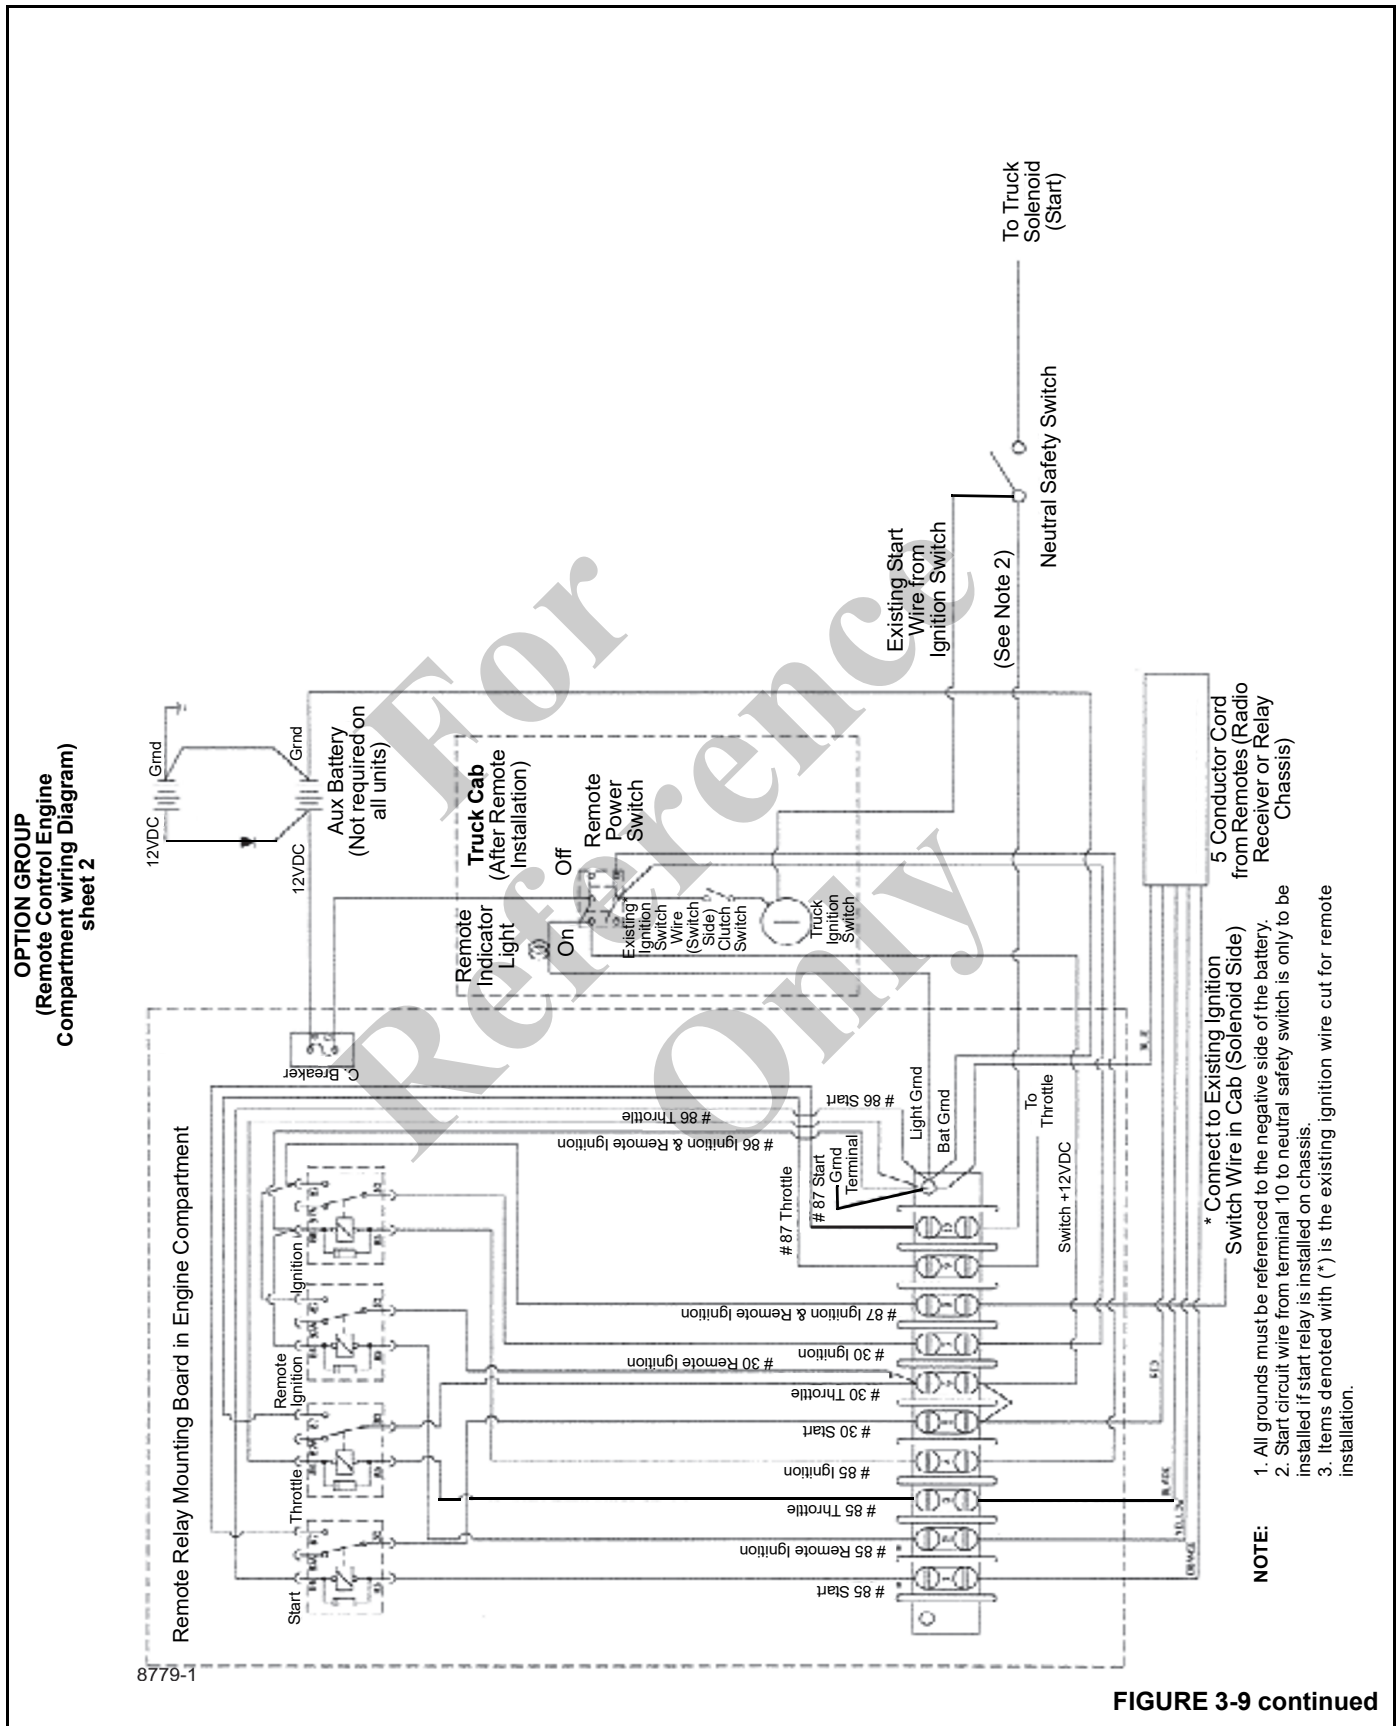 OPTION GROUP
(Remote Control Engine
Compartment wiring Diagram)
sheet 2
12VDC
Grnd
12VDC
Grnd
Aux Battery
(Not required on
all units)
To Truck
Solenoid
(Start)
Neutral Safety Switch
Existing Start
Wire from
Ignition Switch
(See Note 2)
Truck Cab
(After Remote
Installation)
Remote
Indicator
Light
On
Off
Remote
Power
Switch
Existing*
Ignition
Switch
Wire
(Switch
Side)
Clutch
Switch
Truck
Ignition
Switch
Remote Relay Mounting Board in Engine Compartment
C. Breaker
Start
Throttle
Remote
Ignition
Ignition
# 86 Start
# 86 Throttle
# 86 Ignition & Remote Ignition
# 87 Throttle
# 87 Start
Grnd
Terminal
Light Grnd
Bat Grnd
To
Throttle
Switch +12VDC
# 87 Ignition & Remote Ignition
# 30 Ignition
# 30 Remote Ignition
# 30 Throttle
# 30 Start
# 85 Ignition
# 85 Throttle
# 85 Remote Ignition
# 85 Start
ORANGE
5 Conductor Cord
from Remotes (Radio
Receiver or Relay
Chassis)
* Connect to Existing Ignition
Switch Wire in Cab (Solenoid Side)
NOTE:
1. All grounds must be referenced to the negative side of the battery.
2. Start circuit wire from terminal 10 to neutral safety switch is only to be
installed if start relay is installed on chassis.
3. Items denoted with (*) is the existing ignition wire cut for remote
installation.
For
Reference
Only
8779-1
FIGURE 3-9 continued